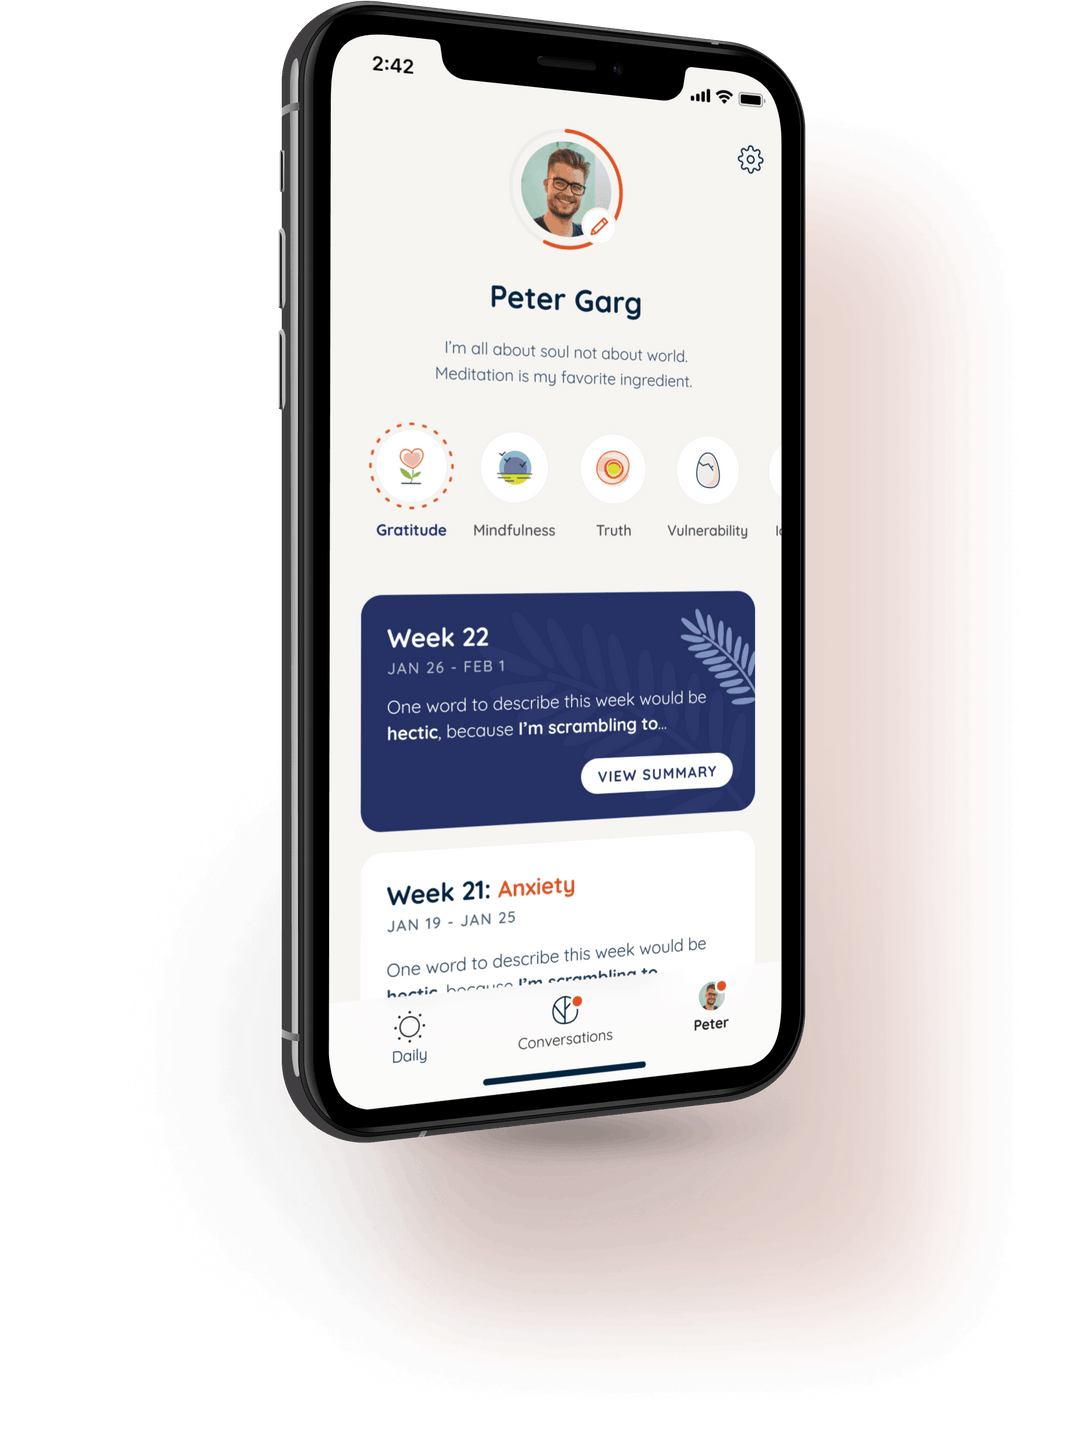 2:42
Peter Garg
I'm all about soul not about world.
Meditation is my favorite ingredient.
Gratitude
Mindfulness
Truth
Vulnerability
Week 22
JAN 26 - FEB 1
One word to describe this week would be
hectic, because I'm scrambling to...
VIEW SUMMARY
Week 21: Anxiety
JAN 19 - JAN 25
One word to describe this week would be
hectic, because I'm scrambling to
Daily
Conversations
Peter